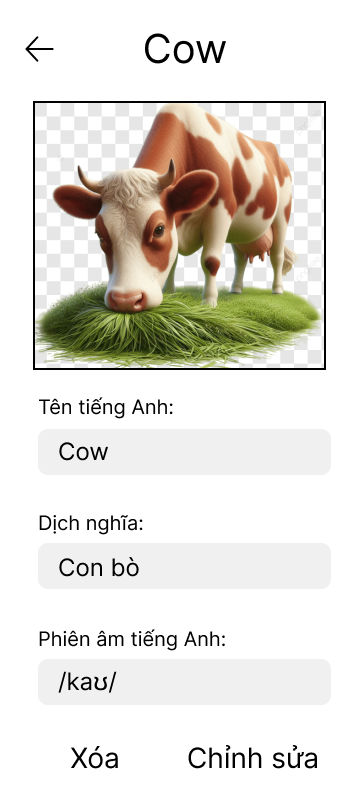 Cow
Tên tiếng Anh:
Cow
Dịch nghĩa:
Con bò
Phiên âm tiếng Anh:
/kaʊ/
Xóa
Chỉnh sửa